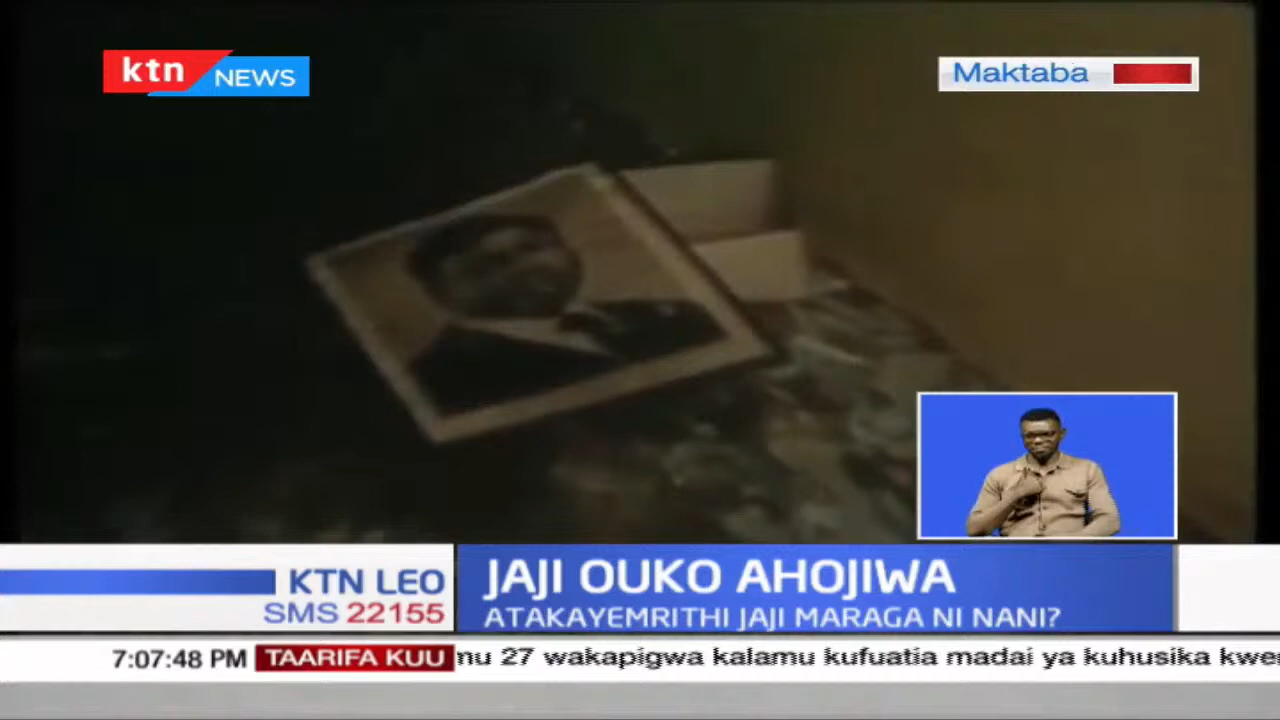 ktn NEWS
Maktaba
KTN LEO
SMS 22155
JAJI OUKO AHOJIWA
ATAKAYEMRITHI JAJI MARAGA NI NANI?
7:07:48 PM TAARIFA KUU 27 wakapigwa kalamu kufuatia madai ya kuhusika